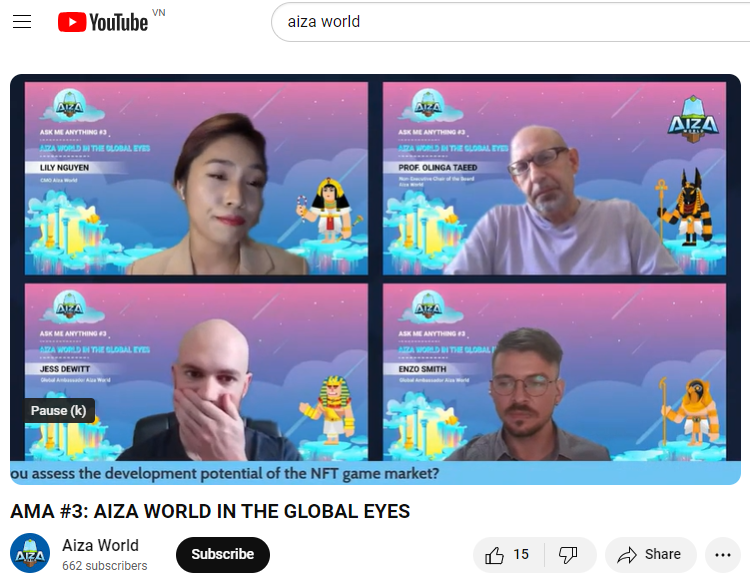 YouTube VN
aiza world
AIZA
ASK ME ANYTHING #3
AIZA WORLD IN THE GLOBAL EYES
LILY NGUYEN
CMO Aiza World
AIZA
ASK ME ANYTHING #3
AIZA WORLD IN THE GLOBAL EYES
PROF. OLINGA TAEED
Non-Executive Chair of the Board
Aiza World
AIZA
WORLD
AIZA
ASK ME ANYTHING #3
AIZA WORLD IN THE GLOBAL EYES
JESS DEWITT
Global Ambassador Aiza World
Pause (k)
AIZA
ASK ME ANYTHING #3
AIZA WORLD IN THE GLOBAL
ENZO SMITH
Global Ambassador Aiza World
ou assess the development potential of the NFT game market?
AMA #3: AIZA WORLD IN THE GLOBAL EYES
AIZA
Aiza World
662 subscribers
Subscribe
15
Share